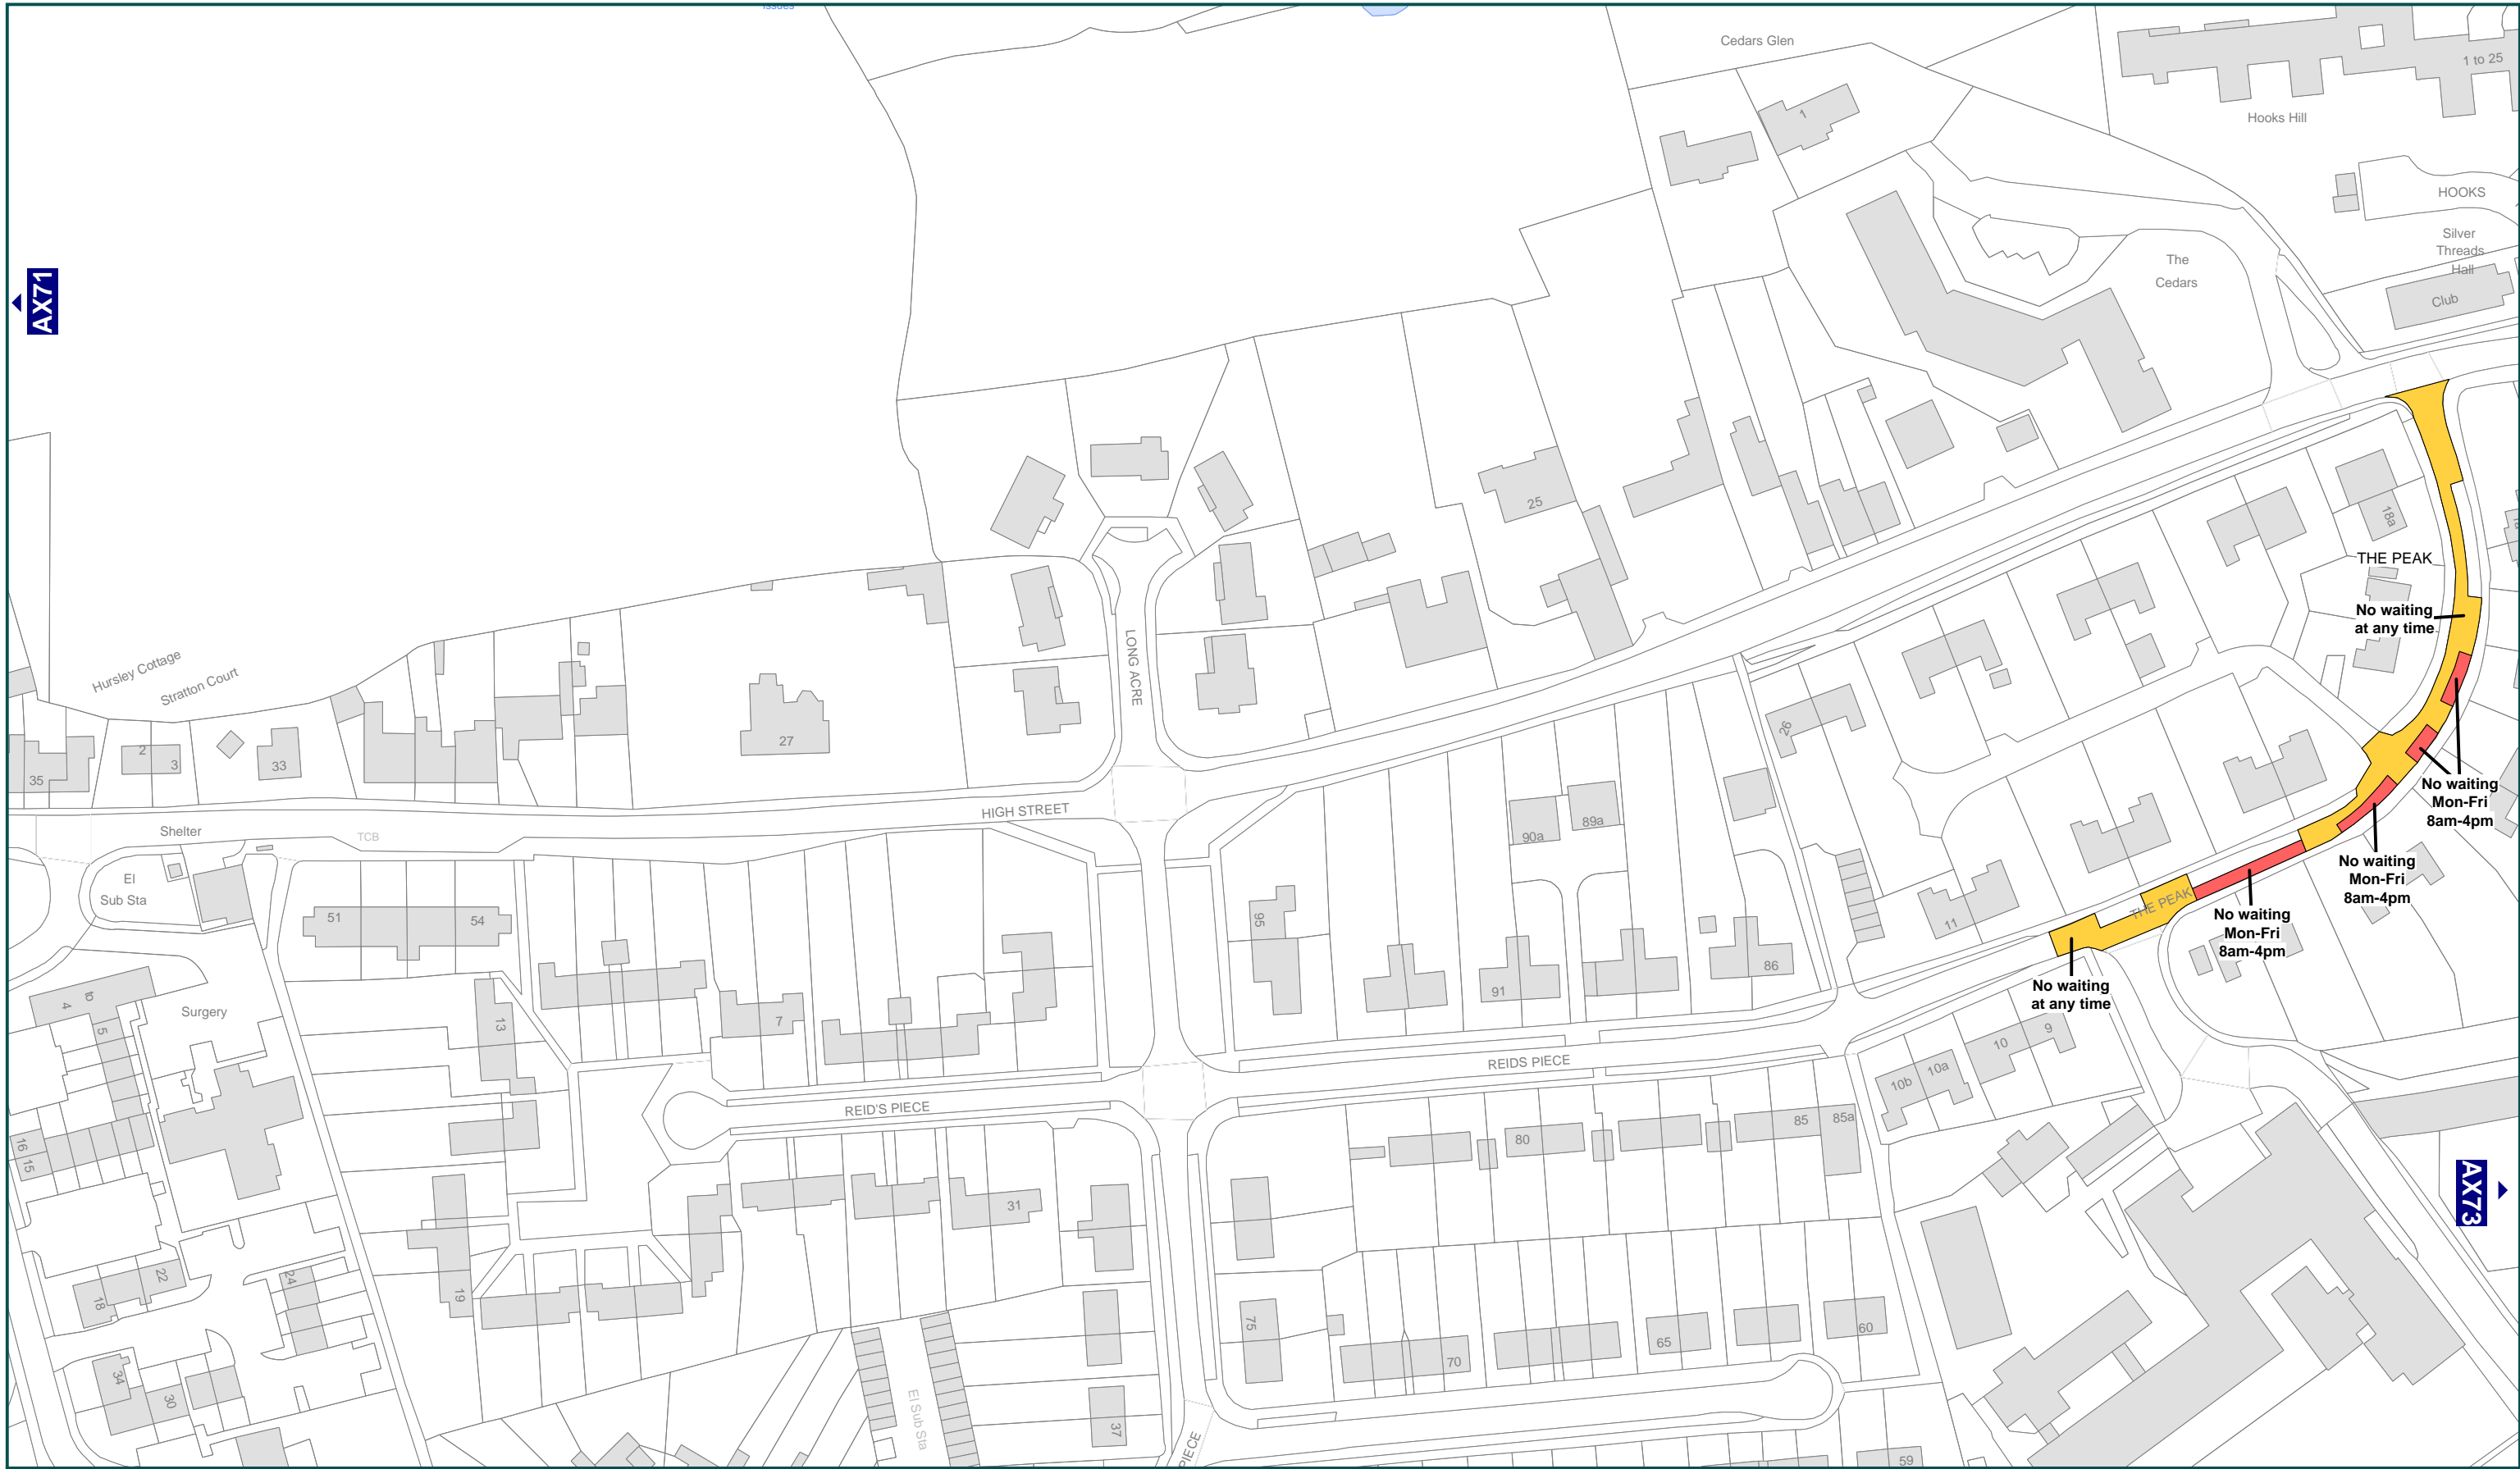 Issues
Cedars Glen
1 to 25
1
Hooks Hill
HOOKS
Silver
Threads
Hall
Club
The
Cedars
AX71
25
18a
THE PEAK
No waiting
at any time
LONG ACRE
Hursley Cottage
Stratton Court
27
2
3
33
35
26
No waiting
Mon-Fri
8am-4pm
HIGH STREET
90a
89a
Shelter
TCB
El
Sub Sta
51
54
95
11
THE PEAK
No waiting
Mon-Fri
8am-4pm
No waiting
Mon-Fri
8am-4pm
91
86
No waiting
at any time
4
to
5
Surgery
13
7
9
10
10a
10b
REIDS PIECE
REID'S PIECE
80
85
85a
16
15
31
AX73
22
18
24
19
75
65
60
70
34
30
El Sub Sta
37
PIECE
59